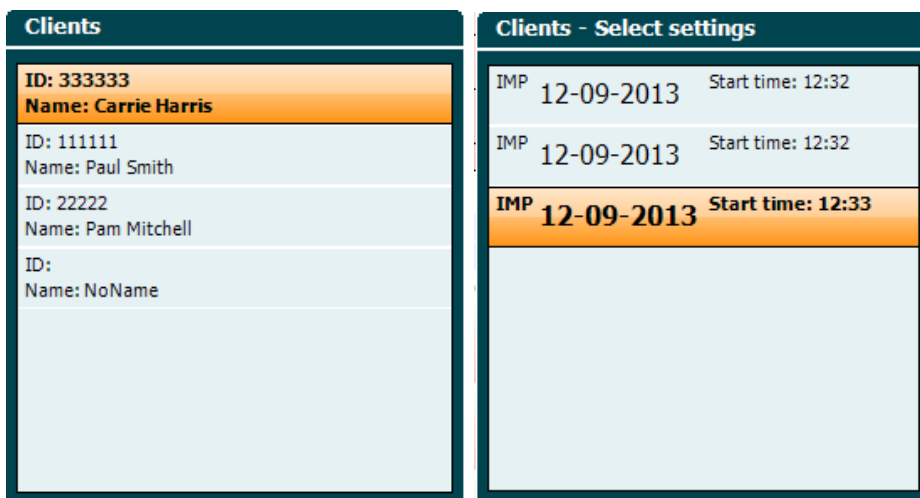 Clients
ID: 333333
Name: Carrie Harris
ID: 111111
Name: Paul Smith
ID: 22222
Name: Pam Mitchell
ID:
Name: NoName
Clients - Select settings
IMP 12-09-2013 Start time: 12:32
IMP 12-09-2013 Start time: 12:32
IMP 12-09-2013 Start time: 12:33